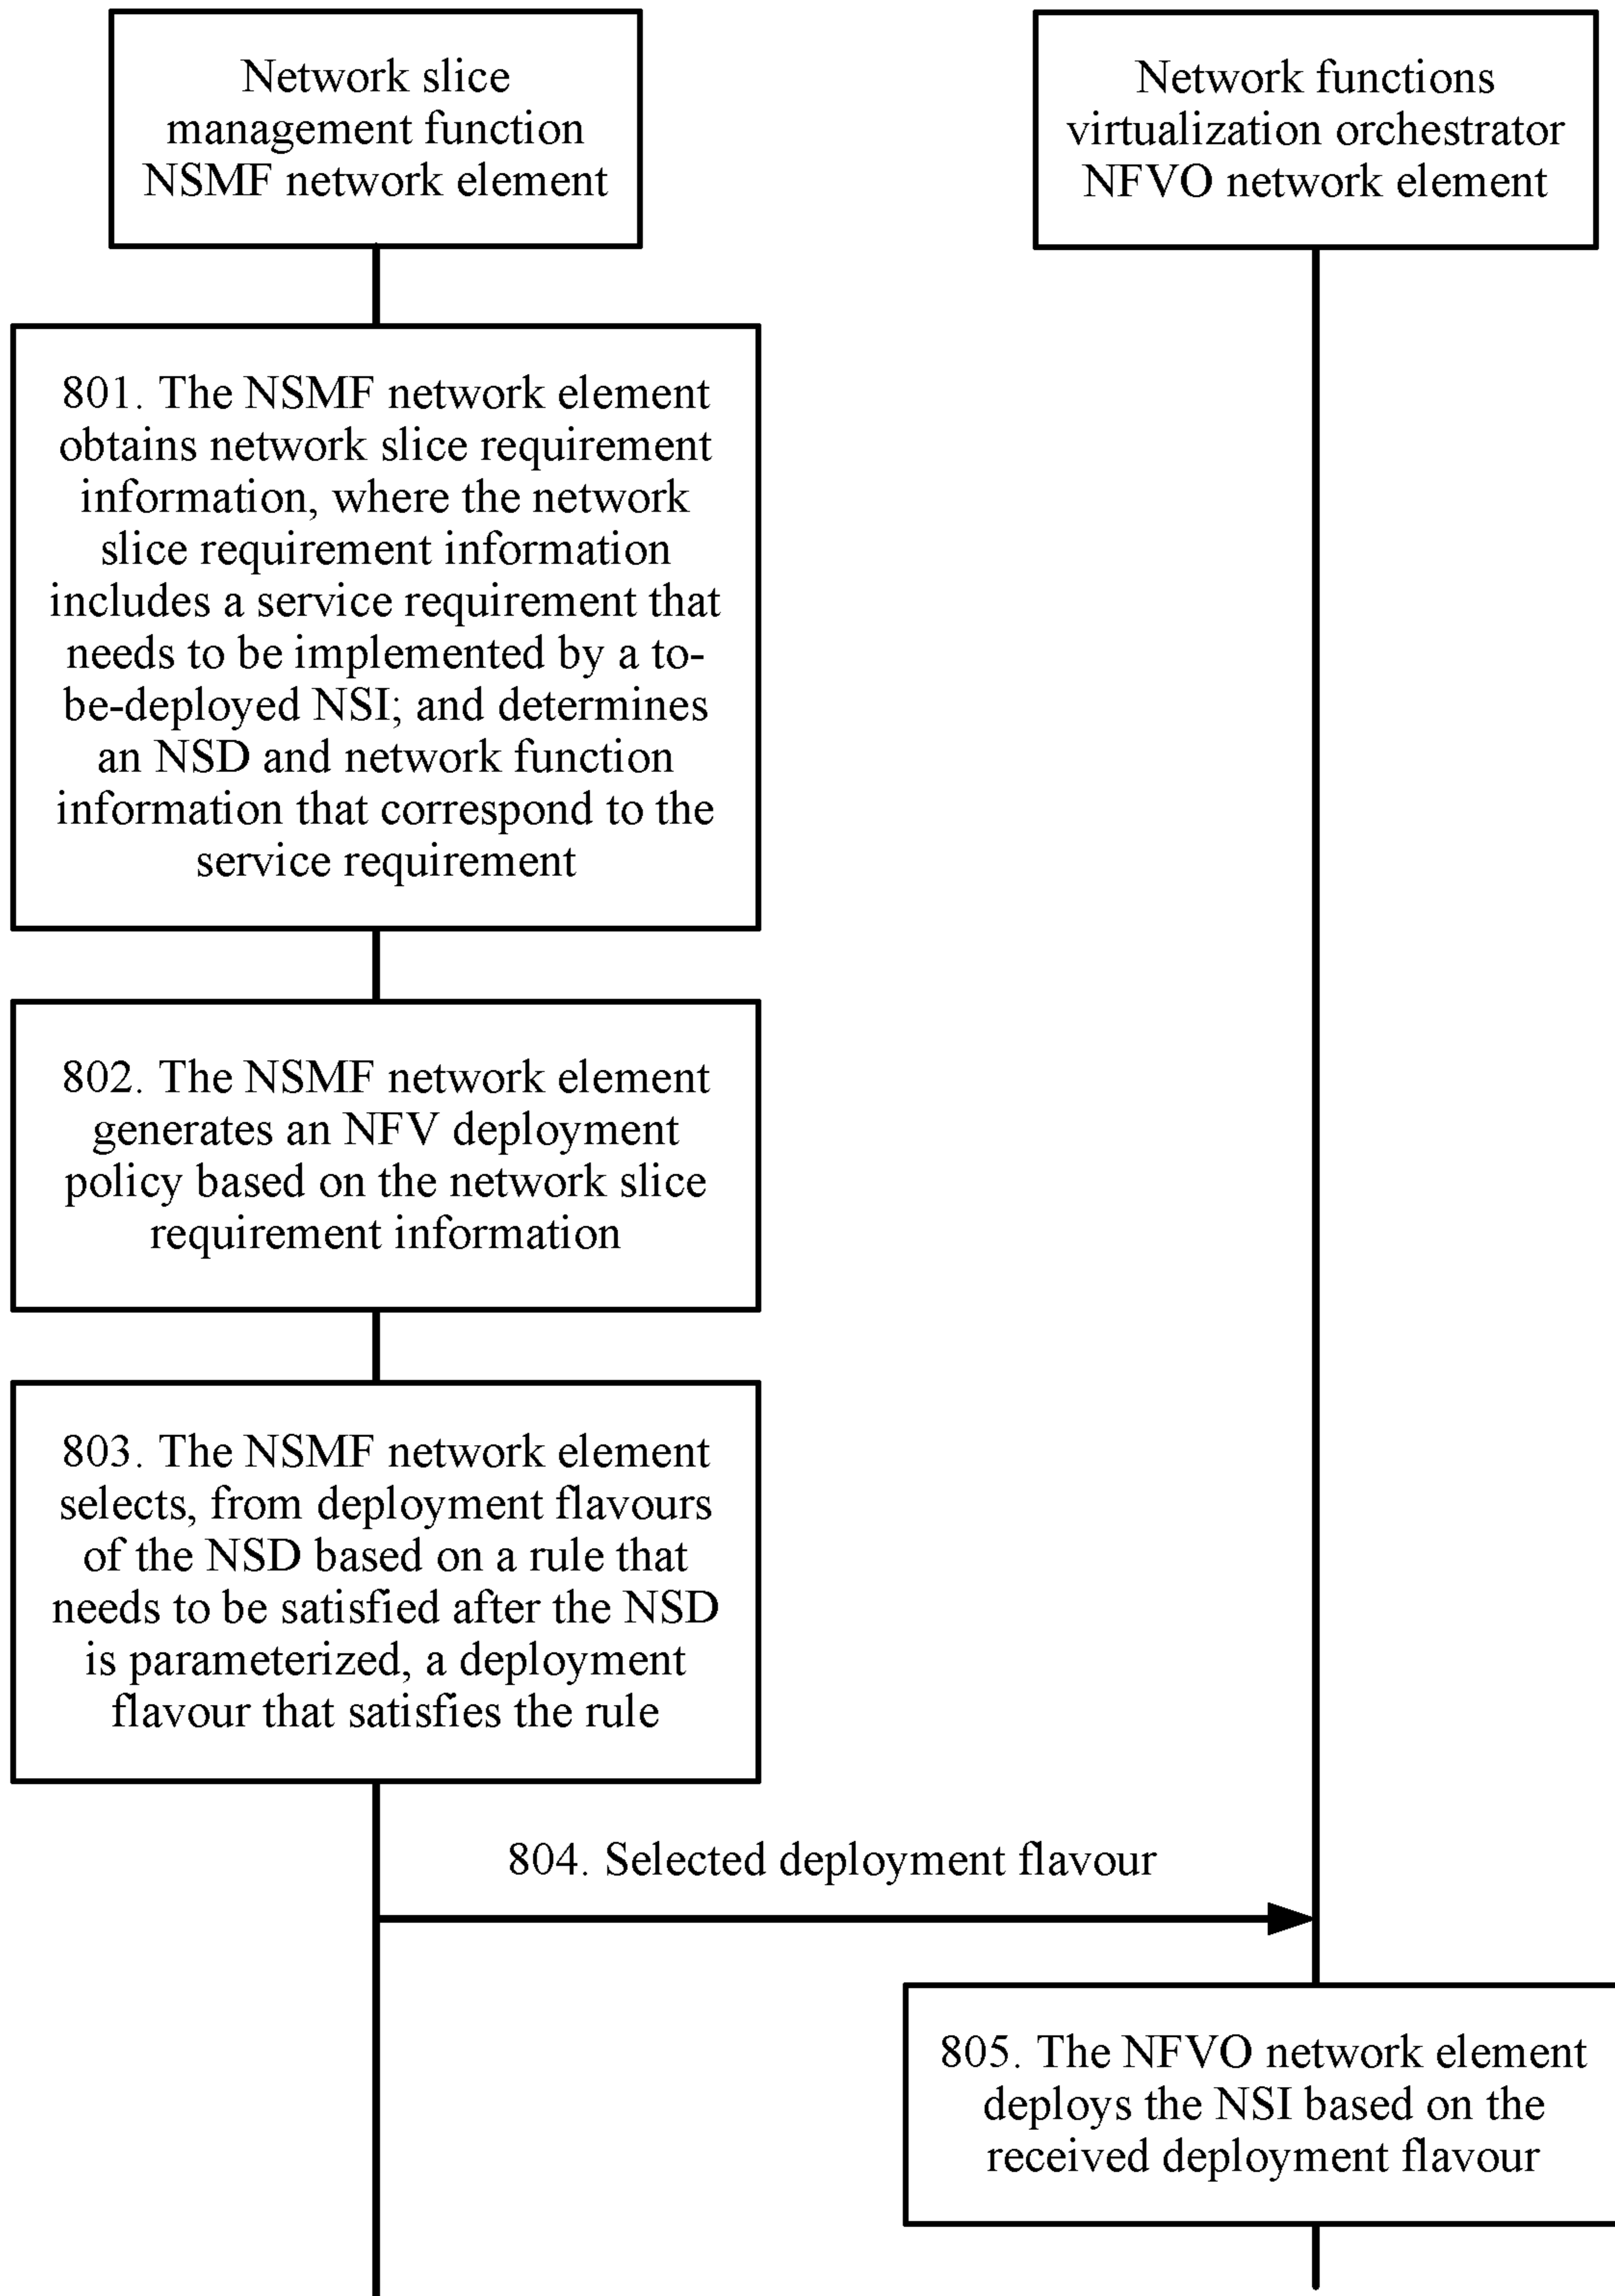 Network slice
management function
NSMF network element
Network functions
virtualization orchestrator
NFVO network element
801. The NSMF network element
obtains network slice requirement
information, where the network
slice requirement information
includes a service requirement that
needs to be implemented by a to-
be-deployed NSI; and determines
an NSD and network function
information that correspond to the
service requirement
802. The NSMF network element
generates an NFV deployment
policy based on the network slice
requirement information
803. The NSMF network element
selects, from deployment flavours
of the NSD based on a rule that
needs to be satisfied after the NSD
is parameterized, a deployment
flavour that satisfies the rule
804. Selected deployment flavour
805. The NFVO network element
deploys the NSI based on the
received deployment flavour